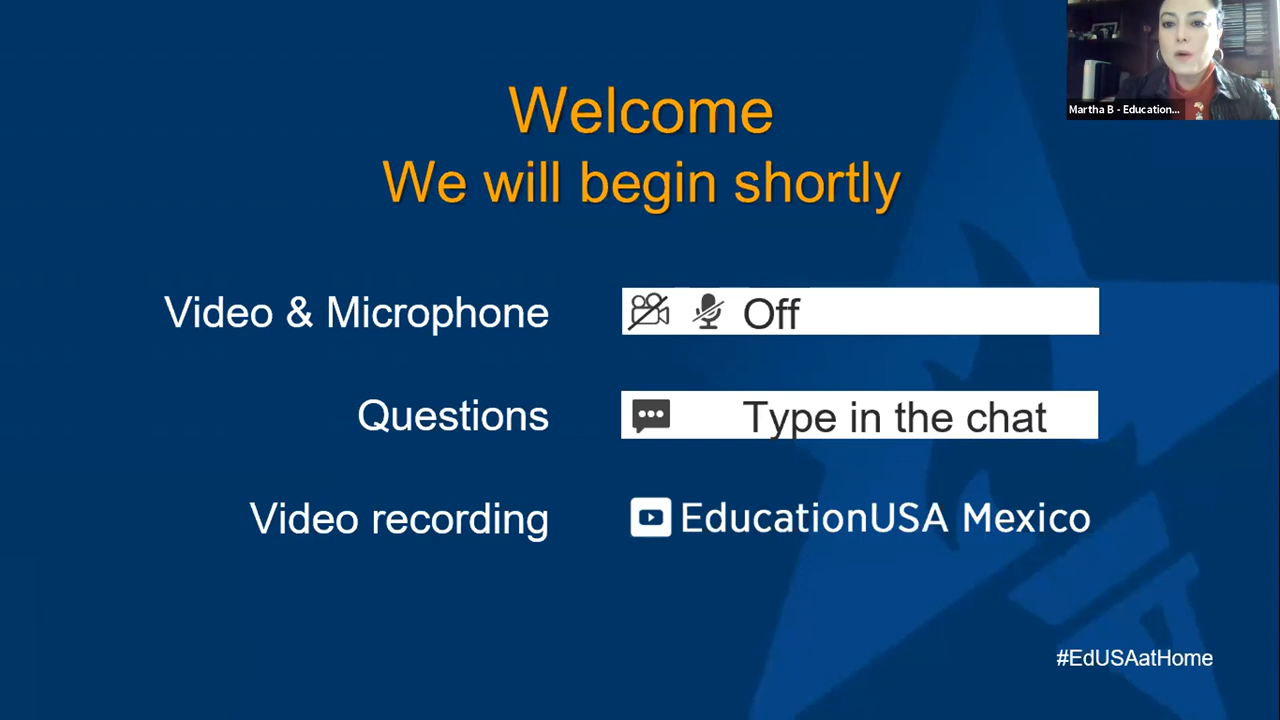 Welcome
We will begin shortly
Martha B - Education...
Video & Microphone
Off
Questions
Type in the chat
Video recording
EducationUSA Mexico
#EdUSAatHome